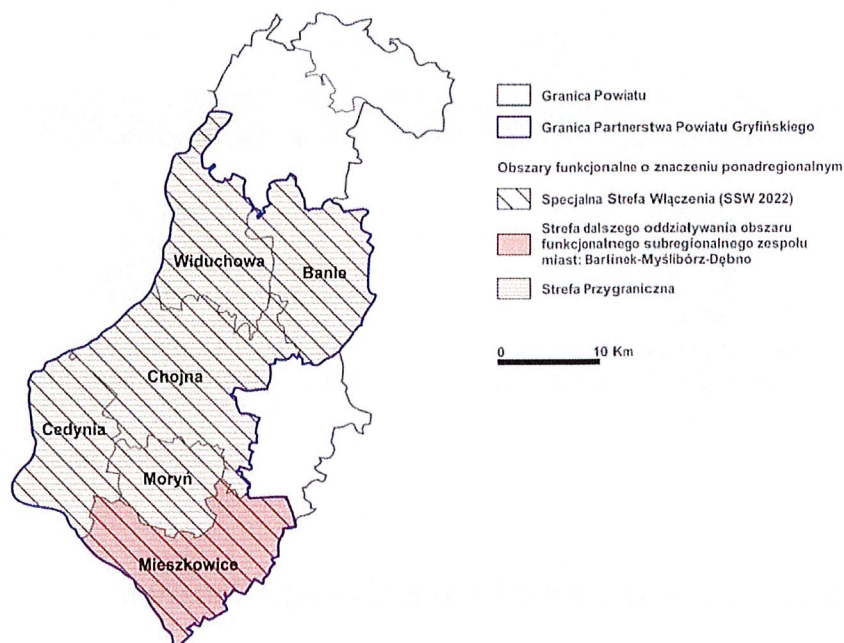 Granica Powiatu
Granica Partnerstwa Powiatu Gryfińskiego
Obszary funkcjonalne o znaczeniu ponadregionalnym
Specjalna Strefa Włączenia (SSW 2022)
Strefa dalszego oddziaływania obszaru
funkcjonalnego subregionalnego zespołu
miast: Barlinek-Myślibórz-Dębno
Strefa Przygraniczna
0 10 Km
Widuchowa
Banie
Chojna
Cedynia
Moryń
Mieszkowice